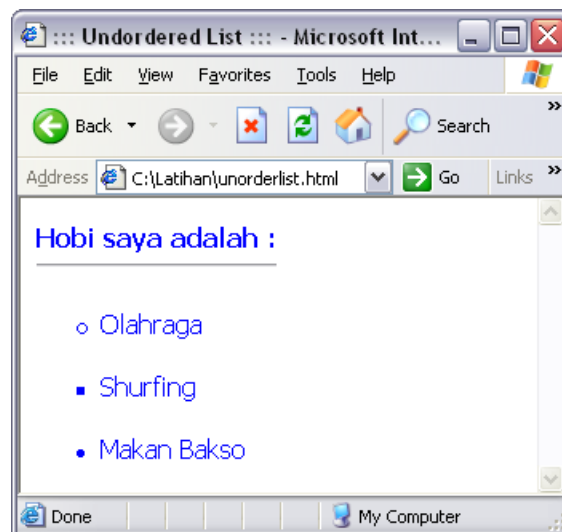 ::: Undordered List ::: - Microsoft Int...
File Edit View Favorites Tools Help
Back Search »
Address C:\Latihan\unorderlist.html Go Links »
Hobi saya adalah :
Olahraga
Shurfing
Makan Bakso
Done My Computer